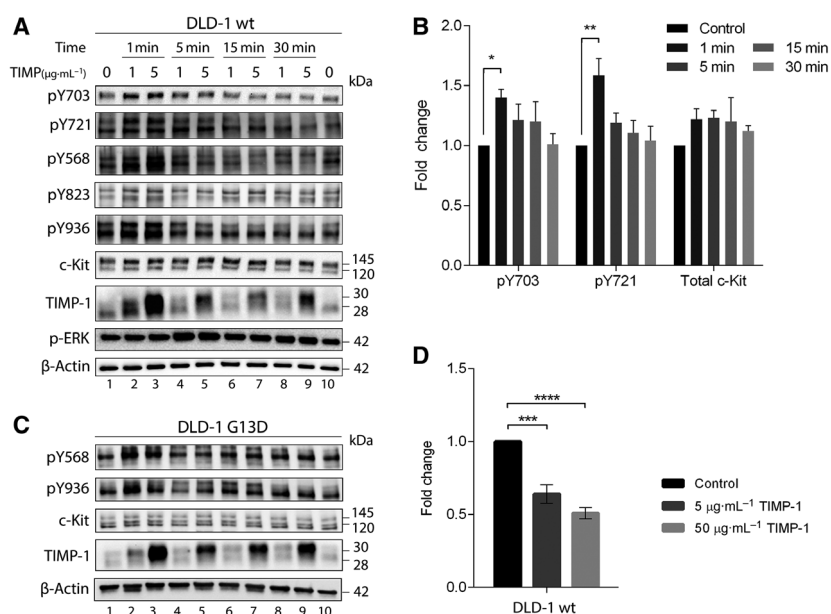 A
DLD-1 wt
Time 1 min 5 min 15 min 30 min
TIMP(μg·mL⁻¹) 0 1 5 1 5 1 5 1 5 0 kDa
pY703
pY721
pY568
pY823
pY936
c-Kit 145
120
TIMP-1 30
28
p-ERK 42
β-Actin 42
1 2 3 4 5 6 7 8 9 10
B
Fold change
2.0
1.5
1.0
0.5
0.0
*
**
Control
1 min 15 min
5 min 30 min
pY703 pY721 Total c-Kit
C
DLD-1 G13D
kDa
pY568
pY936
c-Kit 145
120
TIMP-1 30
28
β-Actin 42
1 2 3 4 5 6 7 8 9 10
D
Fold change
1.5
1.0
0.5
0.0
****
***
DLD-1 wt
Control
5 μg·mL⁻¹ TIMP-1
50 μg·mL⁻¹ TIMP-1